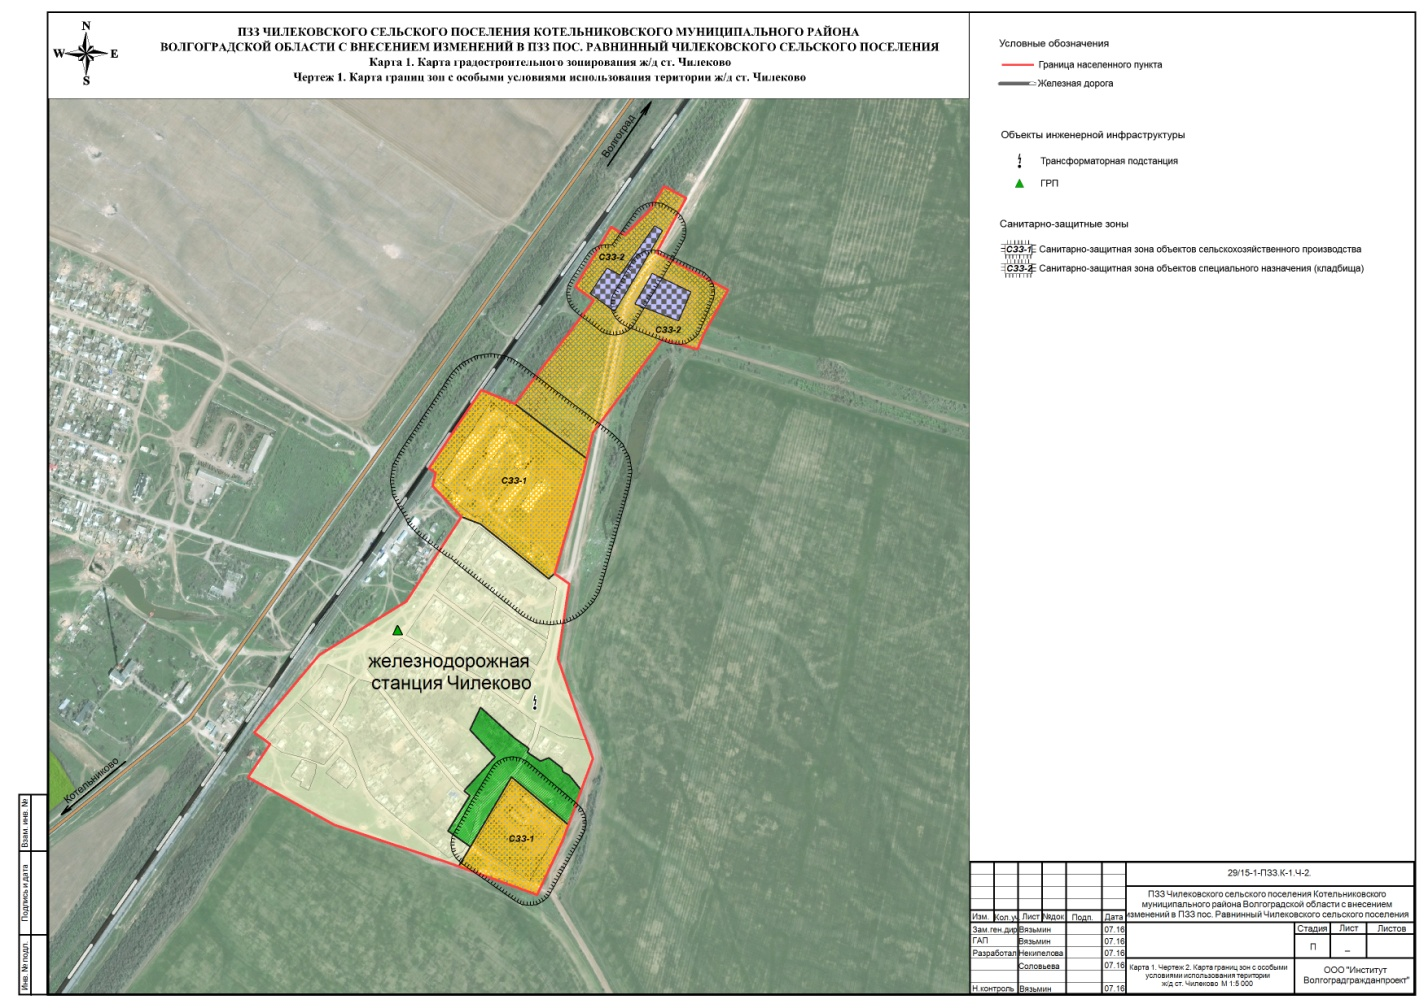 N
W E
S
ПЗЗ ЧИЛЕКОВСКОГО СЕЛЬСКОГО ПОСЕЛЕНИЯ КОТЕЛЬНИКОВСКОГО МУНИЦИПАЛЬНОГО РАЙОНА
ВОЛГОГРАДСКОЙ ОБЛАСТИ С ВНЕСЕНИЕМ ИЗМЕНЕНИЙ В ПЗЗ ПОС. РАВНИННЫЙ ЧИЛЕКОВСКОГО СЕЛЬСКОГО ПОСЕЛЕНИЯ
Карта 1. Карта градостроительного зонирования ж/д ст. Чилеково
Чертеж 1. Карта границ зон с особыми условиями использования територии ж/д ст. Чилеково
Условные обозначения
Граница населенного пункта
Железная дорога
Объекты инженерной инфраструктуры
Трансформаторная подстанция
ГРП
Санитарно-защитные зоны
СЗЗ-1 Санитарно-защитная зона объектов сельскохозяйственного производства
СЗЗ-2 Санитарно-защитная зона объектов специального назначения (кладбища)
Волгоград
СЗЗ-2
СЗЗ-2
СЗЗ-1
железнодорожная
станция Чилеково
Котельниково
СЗЗ-1
Взам. инв. №
Подпись и дата
Инв. № подл.
29/15-1-ПЗЗ.К-1.Ч-2.
ПЗЗ Чилековского сельского поселения Котельниковского
муниципального района Волгоградской области с внесением
изменений в ПЗЗ пос. Равнинный Чилековского сельского поселения
Изм. Кол.уч Лист №док Подп. Дата
Зам.ген.дир Вязьмин 07.16
ГАП Вязьмин 07.16
Разработал Некипелова 07.16
Соловьева 07.16
Н.контроль Вязьмин 07.16
Стадия Лист Листов
П –
Карта 1. Чертеж 2. Карта границ зон с особыми
условиями использования територии
ж/д ст. Чилеково М 1:5 000
ООО "Институт
Волгоградгражданпроект"